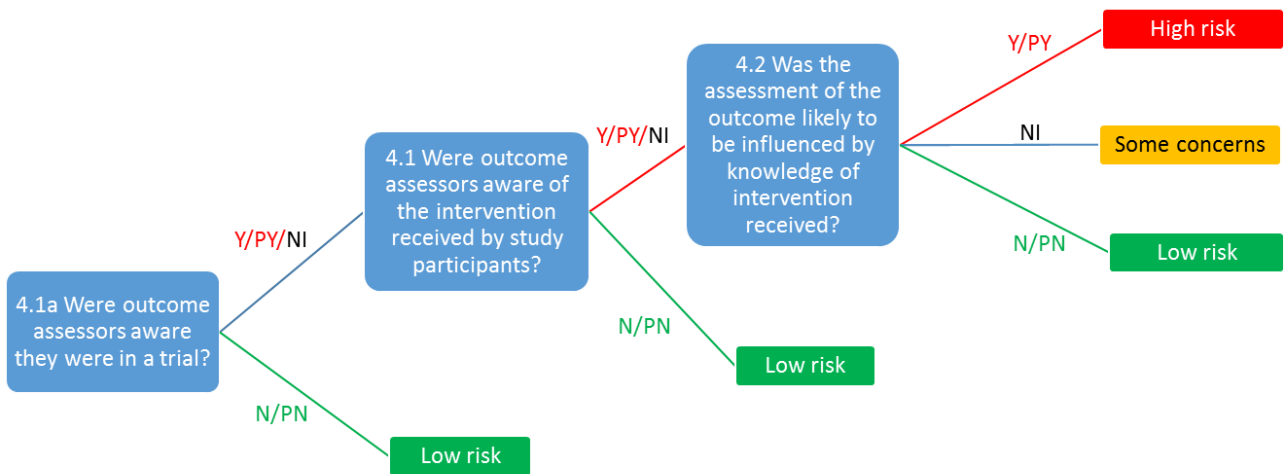 4.1a Were outcome
assessors aware
they were in a trial?
Y/PY/NI
N/PN
Low risk
4.1 Were outcome
assessors aware of
the intervention
received by study
participants?
Y/PY/NI
N/PN
Low risk
4.2 Was the
assessment of the
outcome likely to
be influenced by
knowledge of
intervention
received?
Y/PY
High risk
NI
Some concerns
N/PN
Low risk